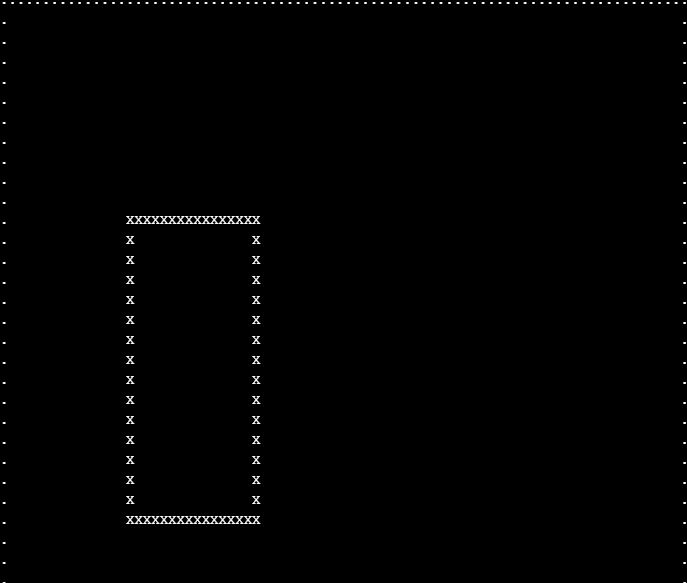 ..................................................................................
.                                                                                .
.                                                                                .
.                                                                                .
.                                                                                .
.                                                                                .
.                                                                                .
.                                                                                .
.                                                                                .
.                                                                                .
.                                                                                .
.              xxxxxxxxxxxxxxxx                                                  .
.              x              x                                                  .
.              x              x                                                  .
.              x              x                                                  .
.              x              x                                                  .
.              x              x                                                  .
.              x              x                                                  .
.              x              x                                                  .
.              x              x                                                  .
.              x              x                                                  .
.              x              x                                                  .
.              x              x                                                  .
.              x              x                                                  .
.              x              x                                                  .
.              x              x                                                  .
.              xxxxxxxxxxxxxxxx                                                  .
.                                                                                .
.                                                                                .